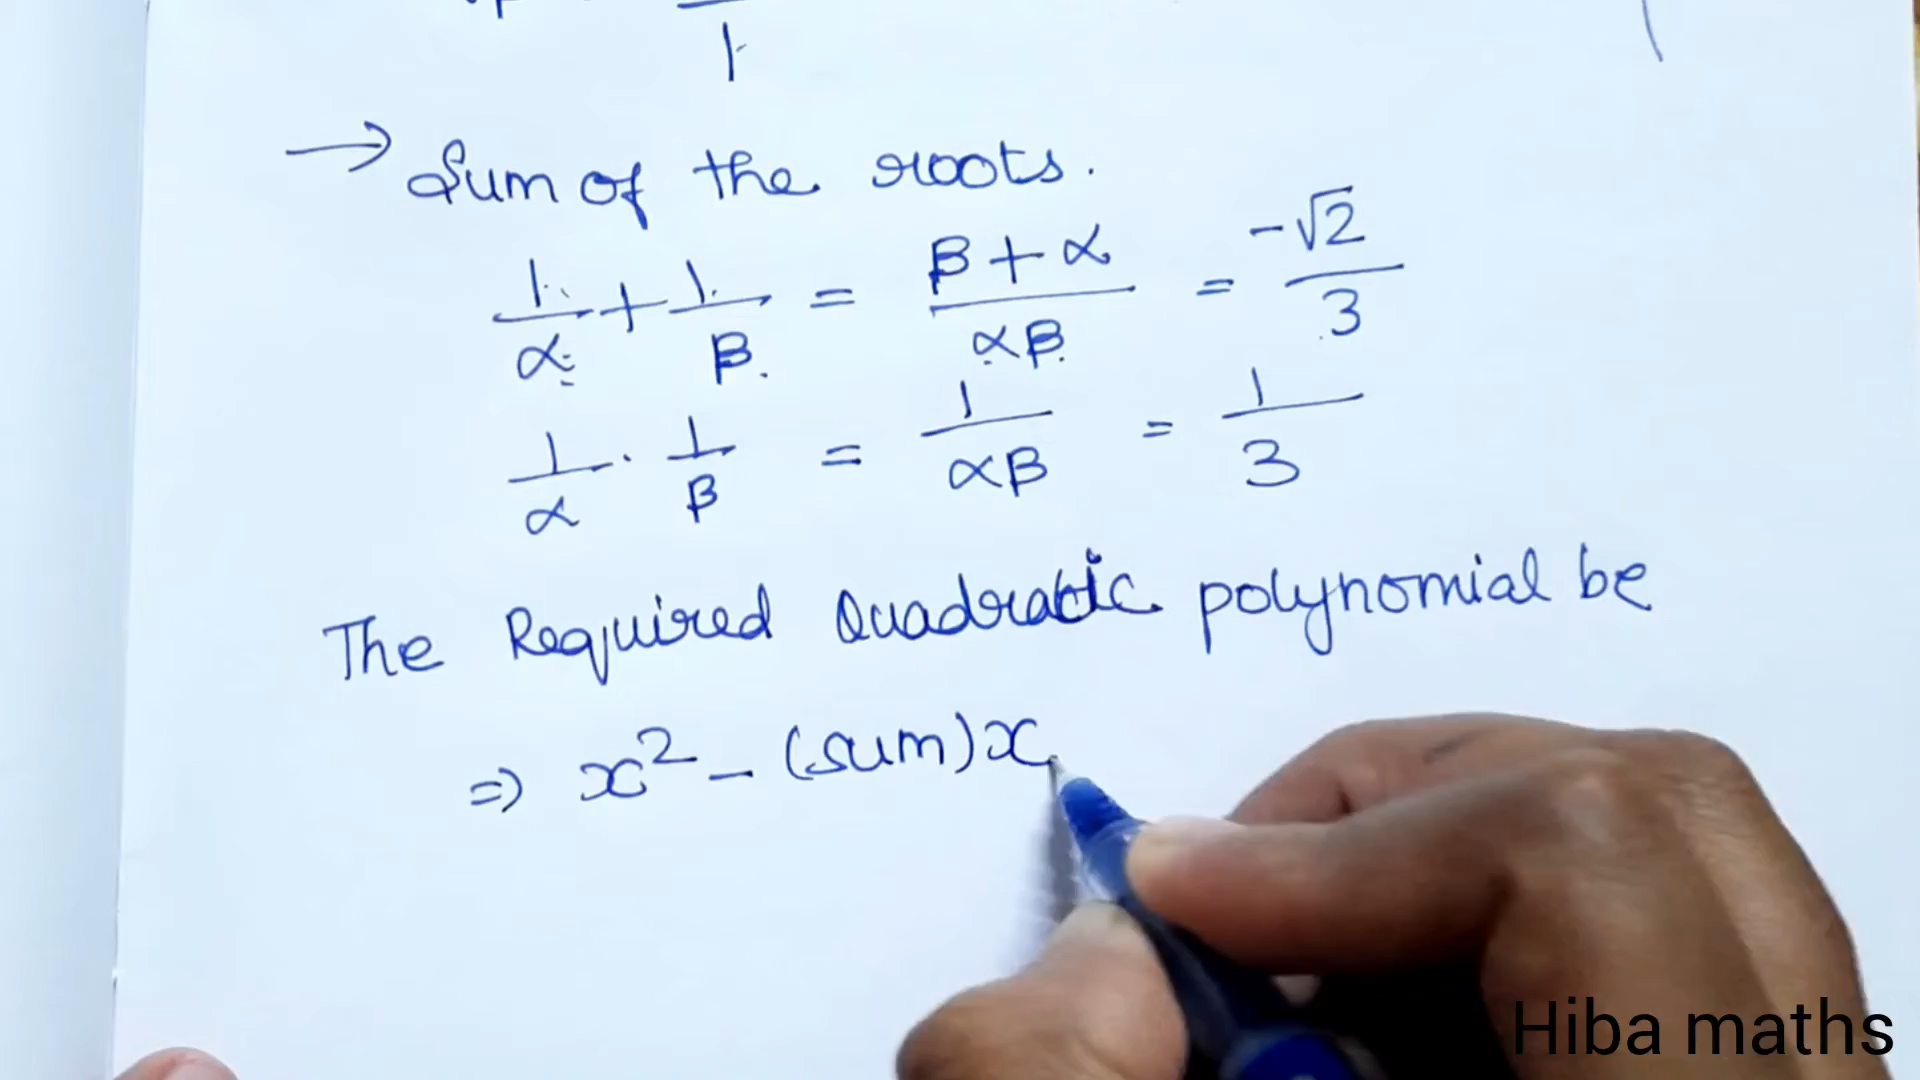 1
→ Sum of the roots.
1/α + 1/β = β + α/αβ = -√2/3
1/α · 1/β = 1/αβ = 1/3
The Required Quadratic polynomial be
⇒ x² - (sum)x
Hiba maths